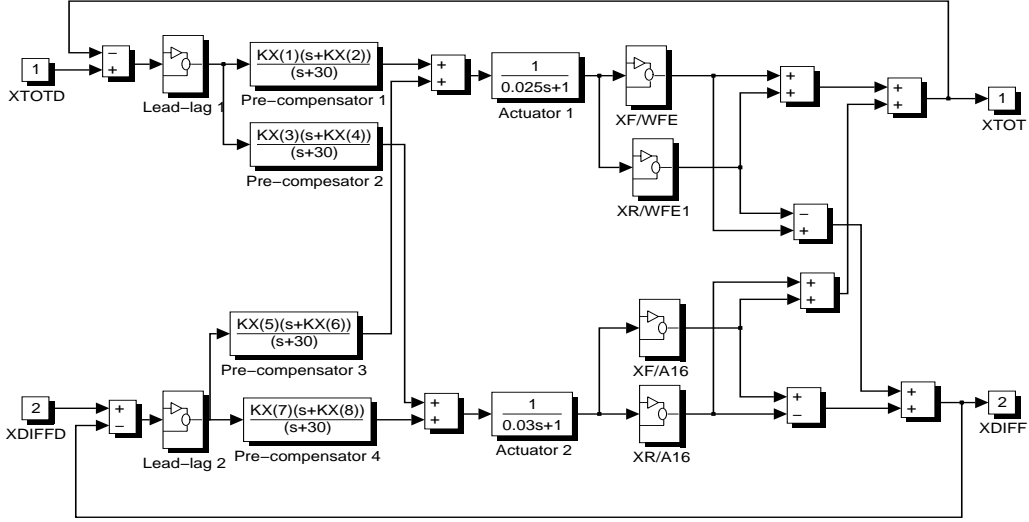 1
XTOTD
−
+
Lead−lag 1
KX(1)(s+KX(2))
(s+30)
Pre−compensator 1
KX(3)(s+KX(4))
(s+30)
Pre−compesator 2
+
+
1
0.025s+1
Actuator 1
XF/WFE
XR/WFE1
+
+
+
+
1
XTOT
−
+
+
+
KX(5)(s+KX(6))
(s+30)
Pre−compensator 3
XF/A16
2
XDIFFD
+
−
Lead−lag 2
KX(7)(s+KX(8))
(s+30)
Pre−compensator 4
+
+
1
0.03s+1
Actuator 2
XR/A16
+
−
+
+
2
XDIFF